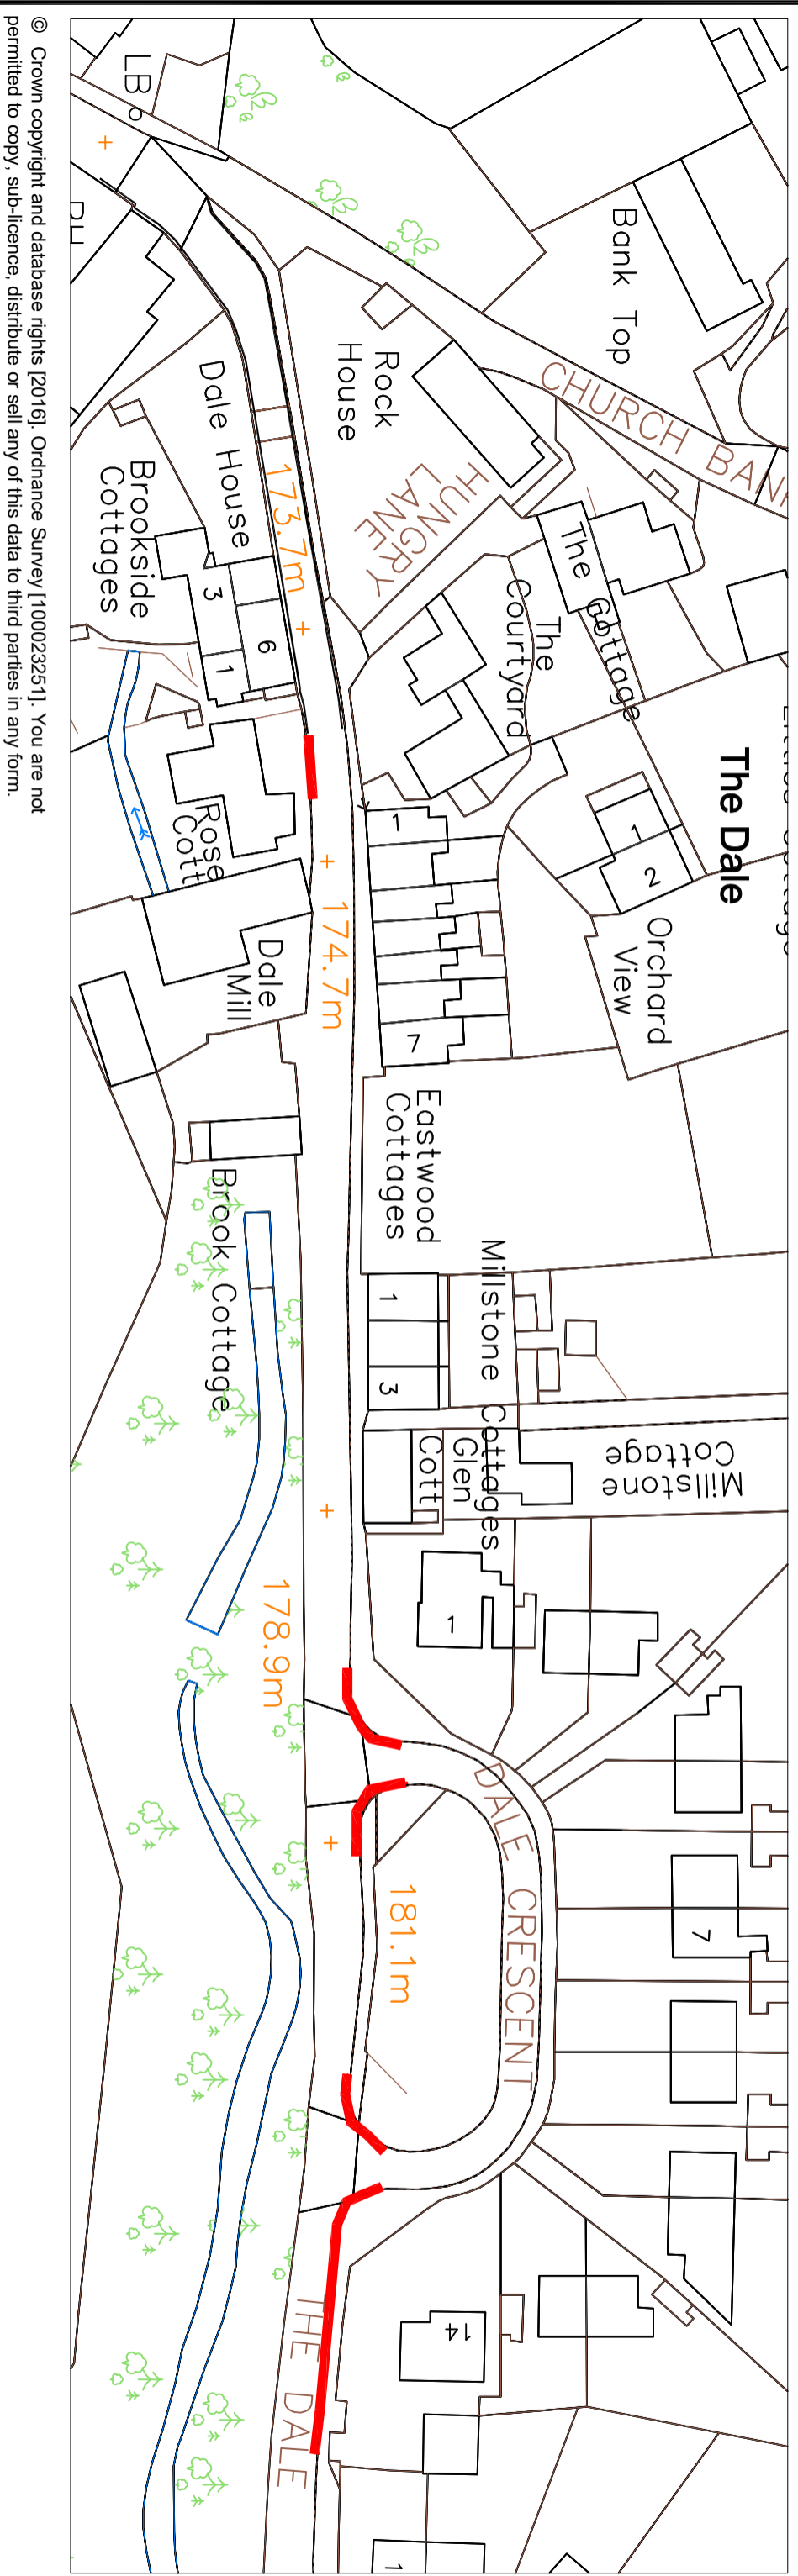 The Dale
LB
Bank Top
CHURCH BANK
Rock
House
HUNGRY
LANE
Dale House
173.7m
Brookside
Cottages
3
1
6
The Cottage
The
Courtyard
Rose
Cott
1
2
Orchard
View
1
7
174.7m
Dale
Mill
Eastwood
Cottages
Brook Cottage
Millstone Cottages
1
3
Glen
Cott
Millstone
Cottage
1
178.9m
DALE CRESCENT
181.1m
7
14
THE DALE
1
© Crown copyright and database rights [2016]. Ordnance Survey [100023251]. You are not
permitted to copy, sub-licence, distribute or sell any of this data to third parties in any form.